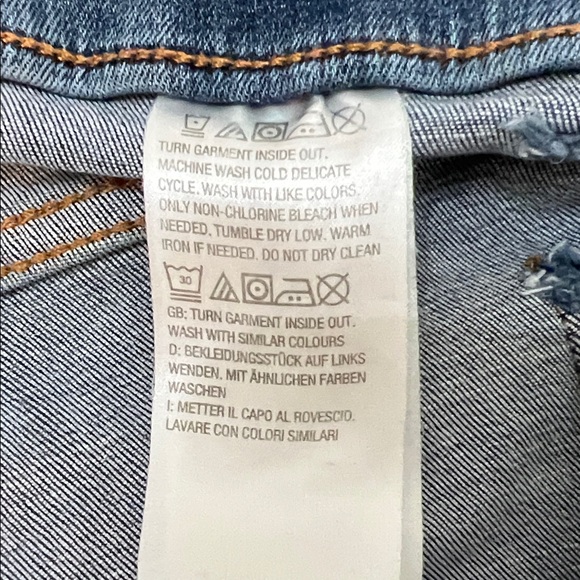 TURN GARMENT INSIDE OUT.
MACHINE WASH COLD DELICATE
CYCLE. WASH WITH LIKE COLORS.
ONLY NON-CHLORINE BLEACH WHEN
NEEDED. TUMBLE DRY LOW. WARM
IRON IF NEEDED. DO NOT DRY CLEAN
30
GB: TURN GARMENT INSIDE OUT.
WASH WITH SIMILAR COLOURS
D: BEKLEIDUNGSSTÜCK AUF LINKS
WENDEN. MIT ÄHNLICHEN FARBEN
WASCHEN
I: METTER IL CAPO AL ROVESCIO.
LAVARE CON COLORI SIMILARI